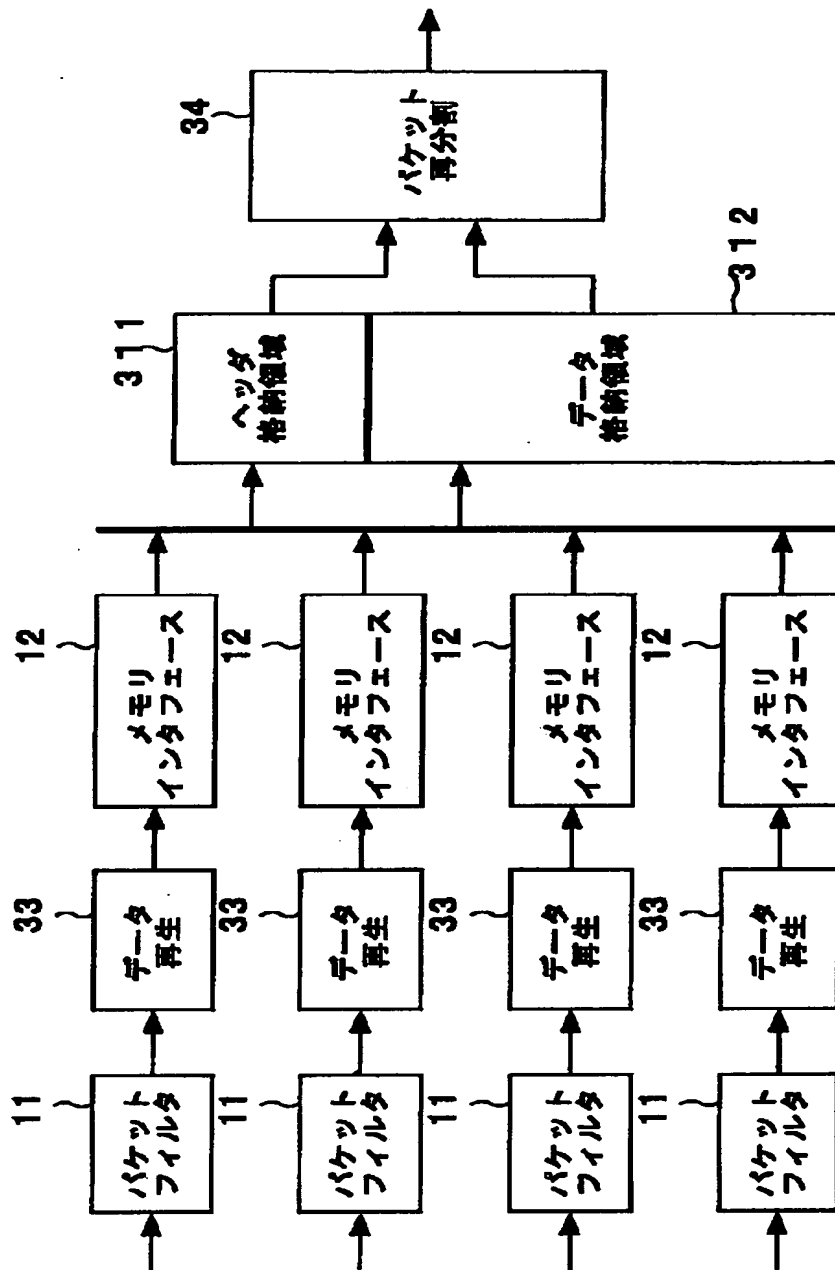 11
パケット
フィルタ
33
データ
再生
12
メモリ
インタフェース
11
パケット
フィルタ
33
データ
再生
12
メモリ
インタフェース
11
パケット
フィルタ
33
データ
再生
12
メモリ
インタフェース
11
パケット
フィルタ
33
データ
再生
12
メモリ
インタフェース
311
ヘッダ
格納領域
データ
格納領域
312
34
パケット
再分割